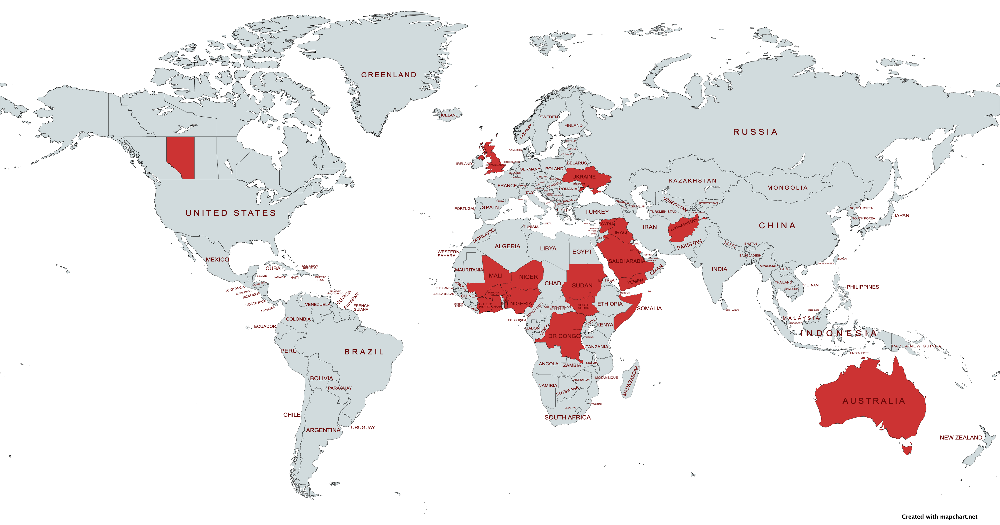 GREENLAND
ICELAND
SWEDEN
NORWAY
FINLAND
RUSSIA
ESTONIA
LATVIA
LITHUANIA
DENMARK
IRELAND
UNITED KINGDOM
NETHERLANDS
BELARUS
GERMANY
POLAND
BELGIUM
LUXEMBOURG
CZECHIA
SLOVAKIA
UKRAINE
KAZAKHSTAN
MONGOLIA
FRANCE
SWITZ
AUSTRIA
HUNGARY
MOLDOVA
ROMANIA
ITALY
SERBIA
BULGARIA
MONACO
ANDORRA
PORTUGAL
SPAIN
GREECE
TURKEY
GEORGIA
AZERBAIJAN
UZBEKISTAN
KYRGYZSTAN
TURKMENISTAN
TAJIKISTAN
NORTH KOREA
SOUTH KOREA
JAPAN
UNITED STATES
CHINA
MALTA
TUNISIA
CYPRUS
SYRIA
LEBANON
ISRAEL
IRAQ
IRAN
AFGHANISTAN
JORDAN
MOROCCO
ALGERIA
LIBYA
EGYPT
KUWAIT
BAHRAIN
QATAR
UNITED ARAB
EMIRATES
SAUDI ARABIA
OMAN
YEMEN
PAKISTAN
NEPAL
BHUTAN
BANGLADESH
INDIA
MYANMAR
LAOS
HONG KONG
TAIWAN
THAILAND
VIETNAM
CAMBODIA
PHILIPPINES
SRI LANKA
BRUNEI
MALAYSIA
SINGAPORE
INDONESIA
PAPUA NEW GUINEA
TIMOR-LESTE
WESTERN
SAHARA
MAURITANIA
MALI
NIGER
CHAD
SUDAN
ERITREA
DJIBOUTI
SENEGAL
THE GAMBIA
GUINEA-BISSAU
GUINEA
SIERRA
LEONE
LIBERIA
BURKINA
FASO
COTE D'
IVOIRE
GHANA
TOGO
BENIN
NIGERIA
CAMEROON
CENTRAL AFRICAN
REPUBLIC
SOUTH
SUDAN
ETHIOPIA
SOMALIA
EQ. GUINEA
GABON
CONGO
DR CONGO
UGANDA
KENYA
RWANDA
BURUNDI
TANZANIA
ANGOLA
ZAMBIA
MALAWI
MOZAMBIQUE
ZIMBABWE
NAMIBIA
BOTSWANA
MADAGASCAR
ESWATINI
LESOTHO
SOUTH AFRICA
MEXICO
CUBA
DOMINICAN
REPUBLIC
BELIZE
JAMAICA
HAITI
PUERTO
RICO
GUATEMALA
HONDURAS
EL SALVADOR
NICARAGUA
COSTA RICA
PANAMA
TRINIDAD
AND TOBAGO
VENEZUELA
GUYANA
SURINAME
FRENCH
GUIANA
COLOMBIA
ECUADOR
PERU
BRAZIL
BOLIVIA
PARAGUAY
CHILE
ARGENTINA
URUGUAY
AUSTRALIA
NEW ZEALAND
Created with mapchart.net